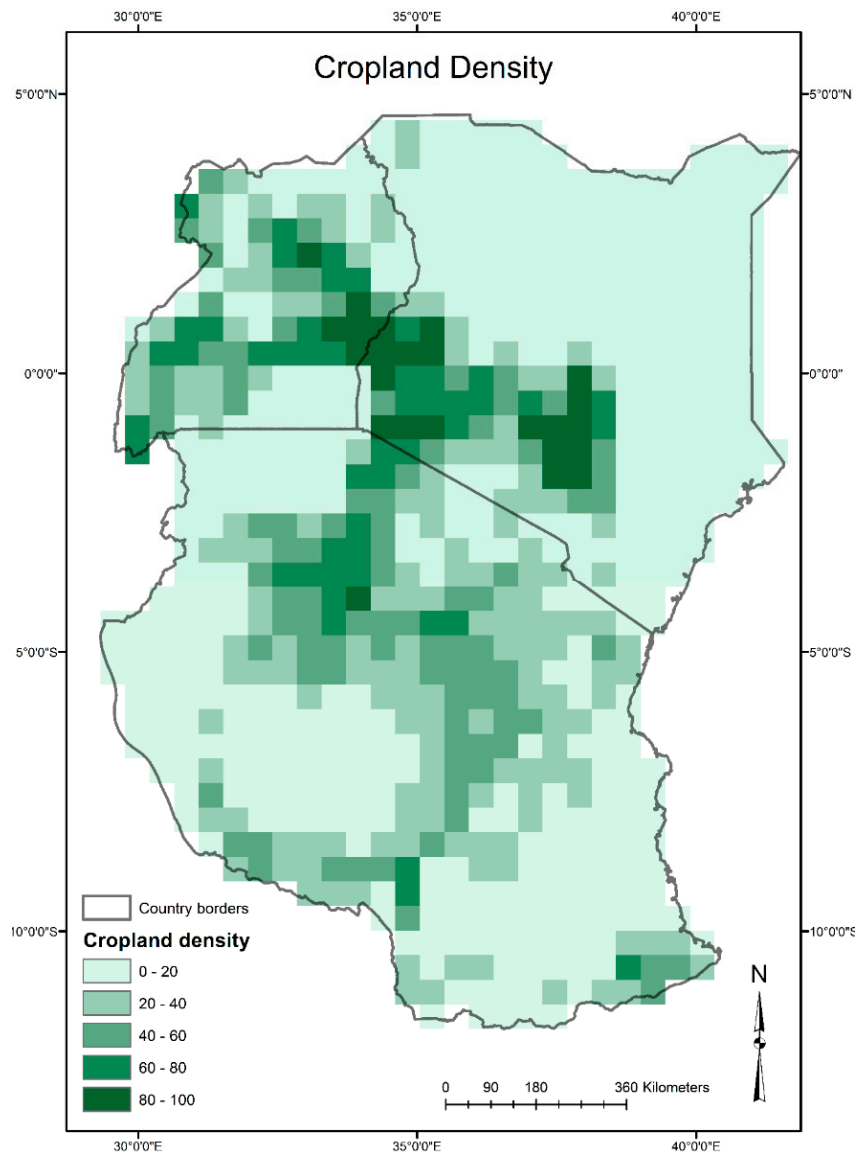 30°0'0"E 35°0'0"E 40°0'0"E
Cropland Density
5°0'0"N 5°0'0"N
0°0'0" 0°0'0"
5°0'0"S 5°0'0"S
10°0'0"S 10°0'0"S
Country borders
Cropland density
0 - 20
20 - 40
40 - 60
60 - 80
80 - 100
N
0 90 180 360 Kilometers
30°0'0"E 35°0'0"E 40°0'0"E